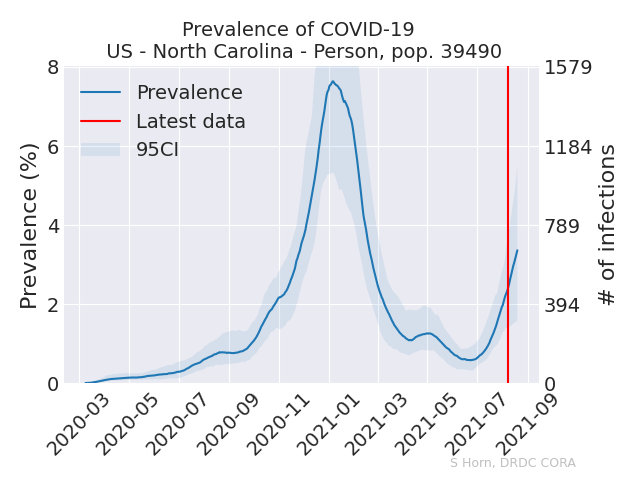 Prevalence of COVID-19
US - North Carolina - Person, pop. 39490
8
6
4
2
0
Prevalence (%)
Prevalence
Latest data
95CI
1579
1184
789
394
0
# of infections
2020-03
2020-05
2020-07
2020-09
2020-11
2021-01
2021-03
2021-05
2021-07
2021-09
S Horn, DRDC CORA